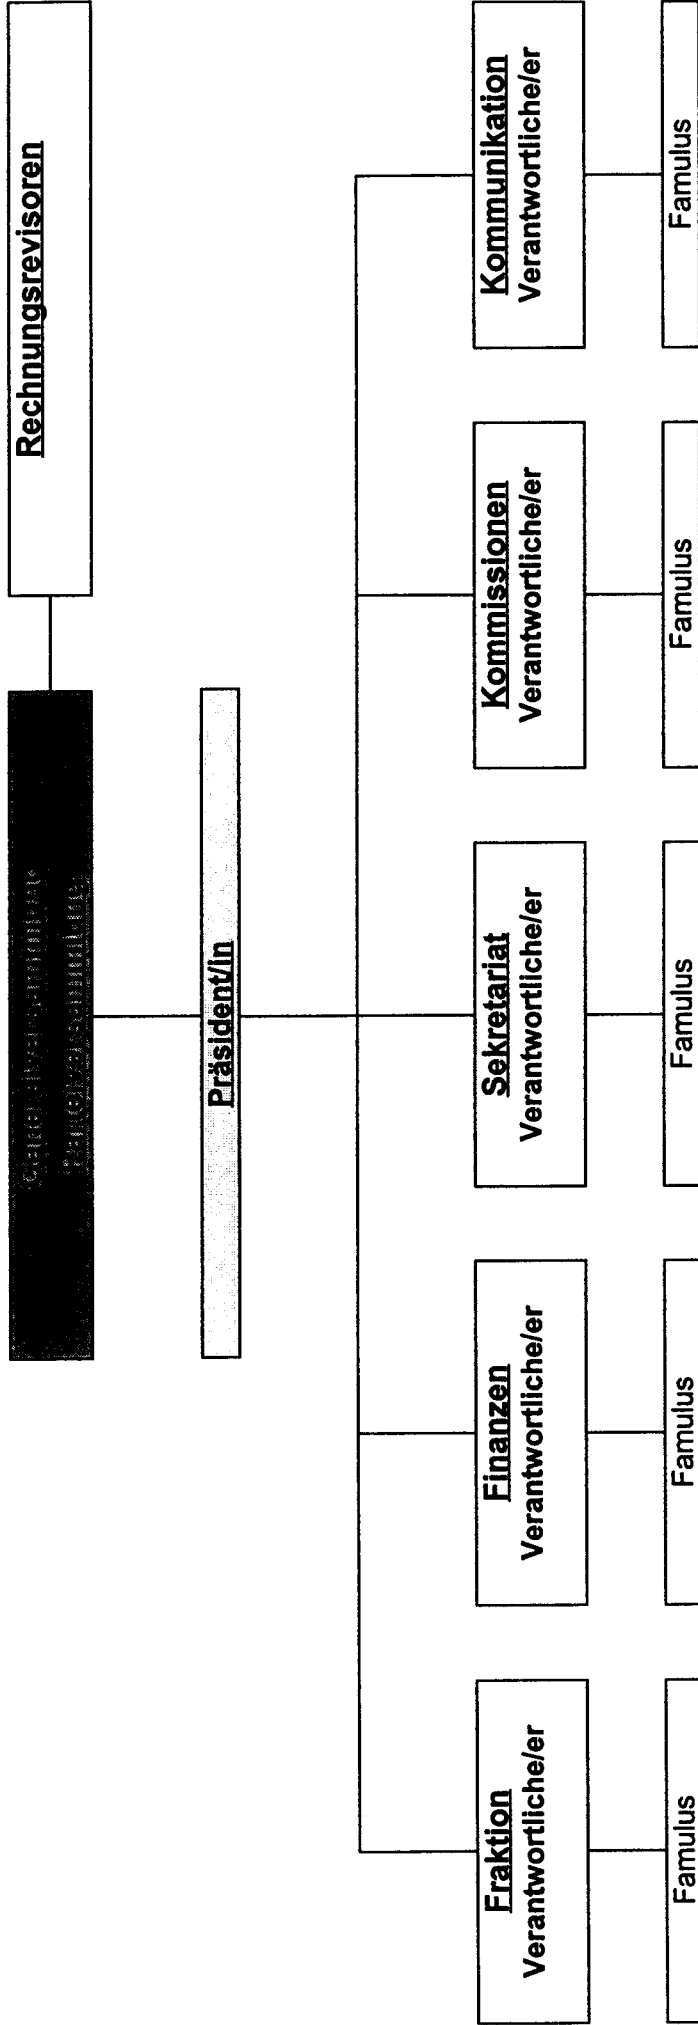 Rechnungsrevisoren
Präsident/in
Fraktion
Verantwortliche/er
Finanzen
Verantwortliche/er
Sekretariat
Verantwortliche/er
Kommissionen
Verantwortliche/er
Kommunikation
Verantwortliche/er
Famulus
Famulus
Famulus
Famulus
Famulus